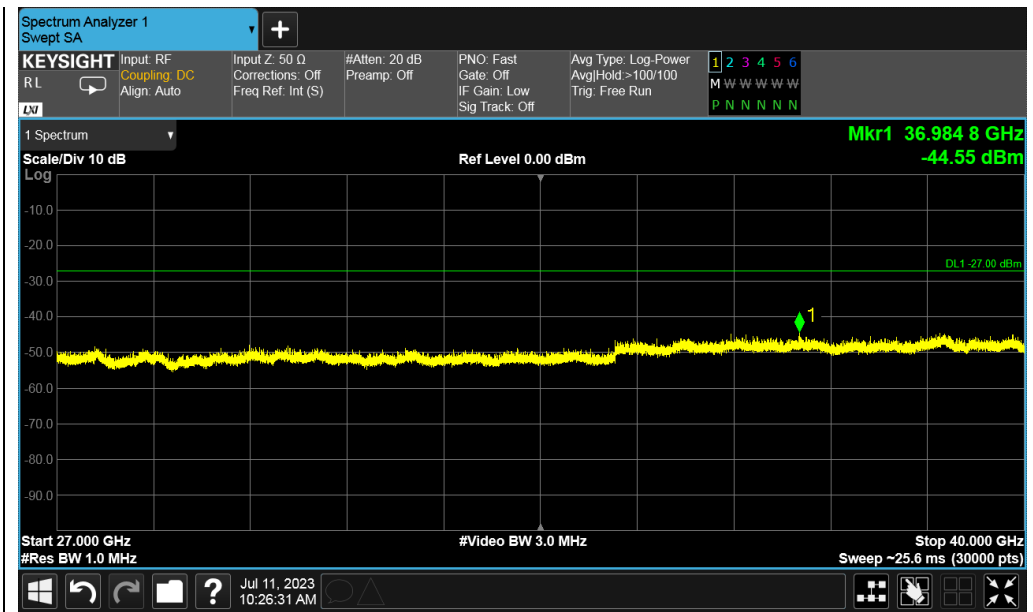 Spectrum Analyzer 1
Swept SA
+
KEYSIGHT
RL
LXI
Input: RF
Coupling: DC
Align: Auto
Input Z: 50 Ω
Corrections: Off
Freq Ref: Int (S)
#Atten: 20 dB
Preamp: Off
PNO: Fast
Gate: Off
IF Gain: Low
Sig Track: Off
Avg Type: Log-Power
Avg|Hold:>100/100
Trig: Free Run
1 2 3 4 5 6
M W W W W W
P N N N N N
1 Spectrum
Mkr1 36.984 8 GHz
Scale/Div 10 dB
Ref Level 0.00 dBm
-44.55 dBm
Log
-10.0
-20.0
DL1 -27.00 dBm
-30.0
-40.0
1
-50.0
-60.0
-70.0
-80.0
-90.0
Start 27.000 GHz
#Video BW 3.0 MHz
Stop 40.000 GHz
#Res BW 1.0 MHz
Sweep ~25.6 ms (30000 pts)
?
Jul 11, 2023
10:26:31 AM